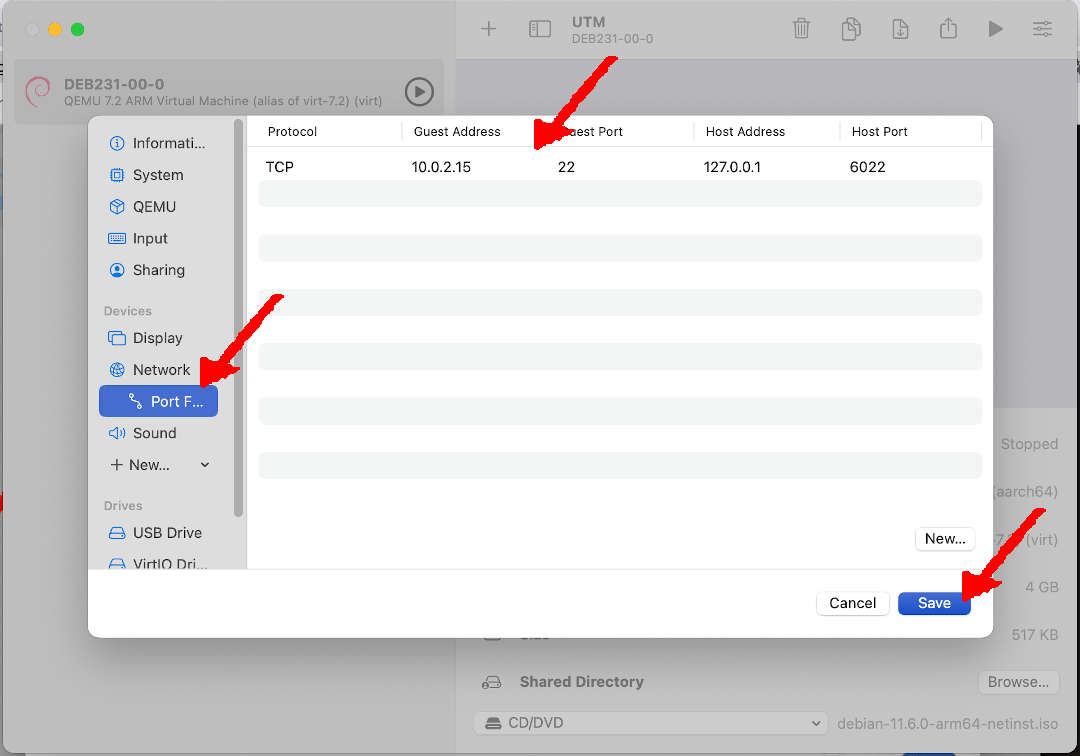 UTM
DEB231-00-0
DEB231-00-0
QEMU 7.2 ARM Virtual Machine (alias of virt-7.2) (virt)
Informati...
System
QEMU
Input
Sharing
Devices
Display
Network
Port F...
Sound
New...
Drives
USB Drive
VirtIO Dri...
Protocol Guest Address uest Port Host Address Host Port
TCP 10.0.2.15 22 127.0.0.1 6022
New...
Cancel Save
Stopped
(aarch64)
(virt)
4 GB
517 KB
Shared Directory Browse...
CD/DVD debian-11.6.0-arm64-netinst.iso